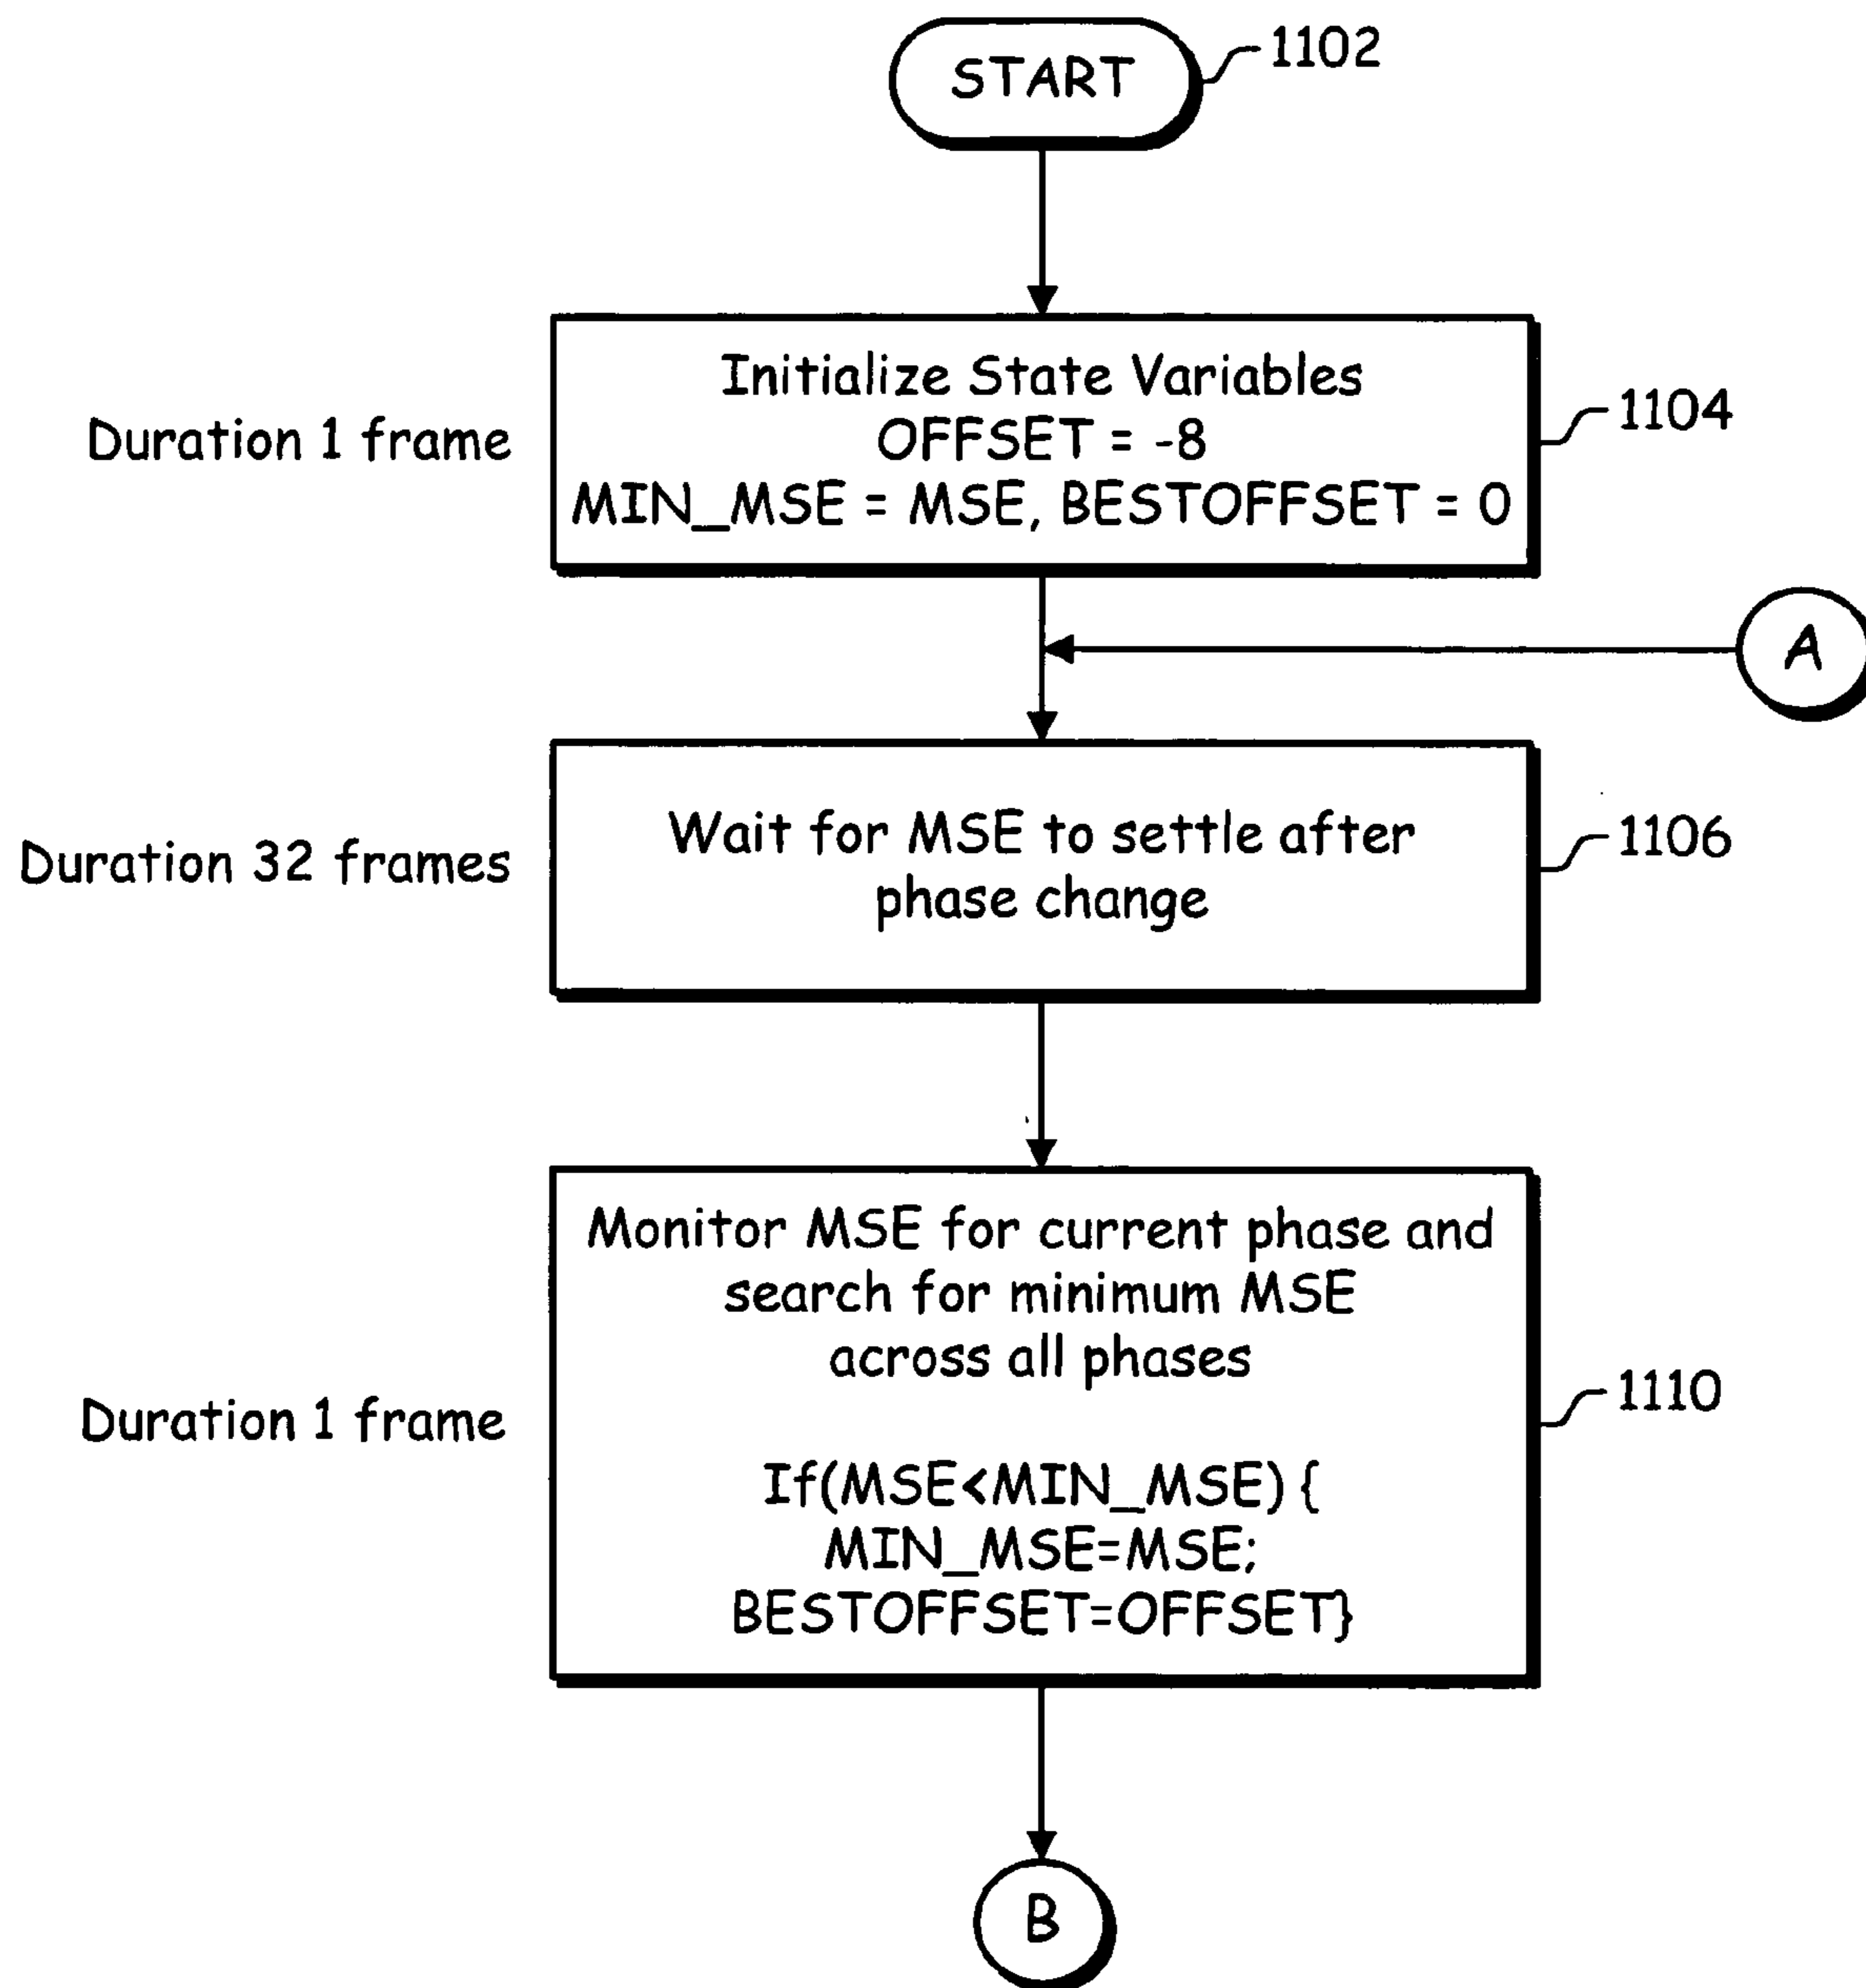 START
1102
Initialize State Variables
OFFSET = -8
MIN_MSE = MSE, BESTOFFSET = 0
Duration 1 frame
1104
A
Wait for MSE to settle after
phase change
Duration 32 frames
1106
Monitor MSE for current phase and
search for minimum MSE
across all phases
If(MSE<MIN_MSE) {
MIN_MSE=MSE;
BESTOFFSET=OFFSET}
Duration 1 frame
1110
B